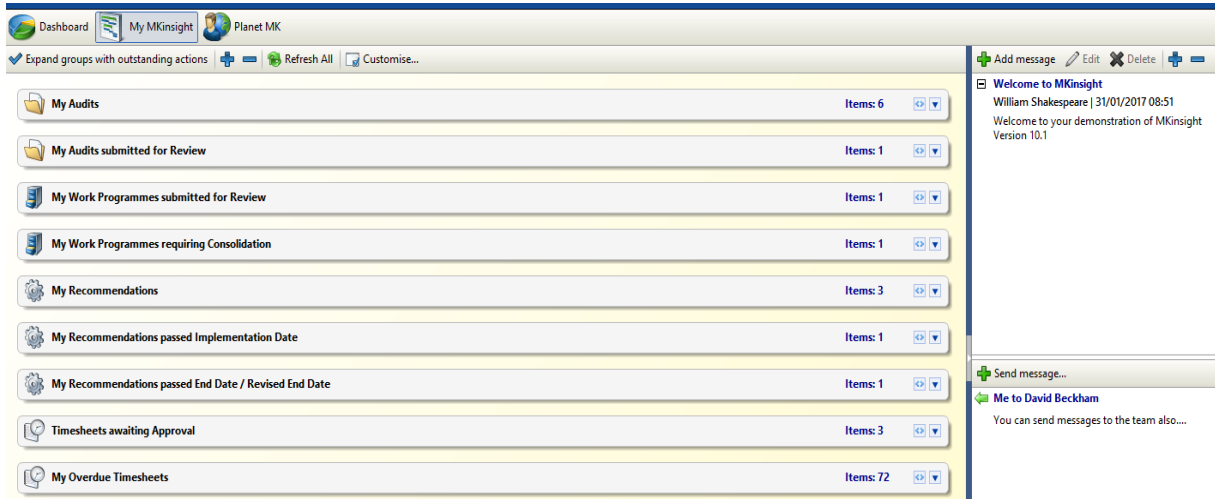 Dashboard My MKinsight Planet MK
Expand groups with outstanding actions Refresh All Customise...
My Audits Items: 6
My Audits submitted for Review Items: 1
My Work Programmes submitted for Review Items: 1
My Work Programmes requiring Consolidation Items: 1
My Recommendations Items: 3
My Recommendations passed Implementation Date Items: 1
My Recommendations passed End Date / Revised End Date Items: 1
Timesheets awaiting Approval Items: 3
My Overdue Timesheets Items: 72
Add message Edit Delete
Welcome to MKinsight
William Shakespeare | 31/01/2017 08:51
Welcome to your demonstration of MKinsight
Version 10.1
Send message...
Me to David Beckham
You can send messages to the team also....